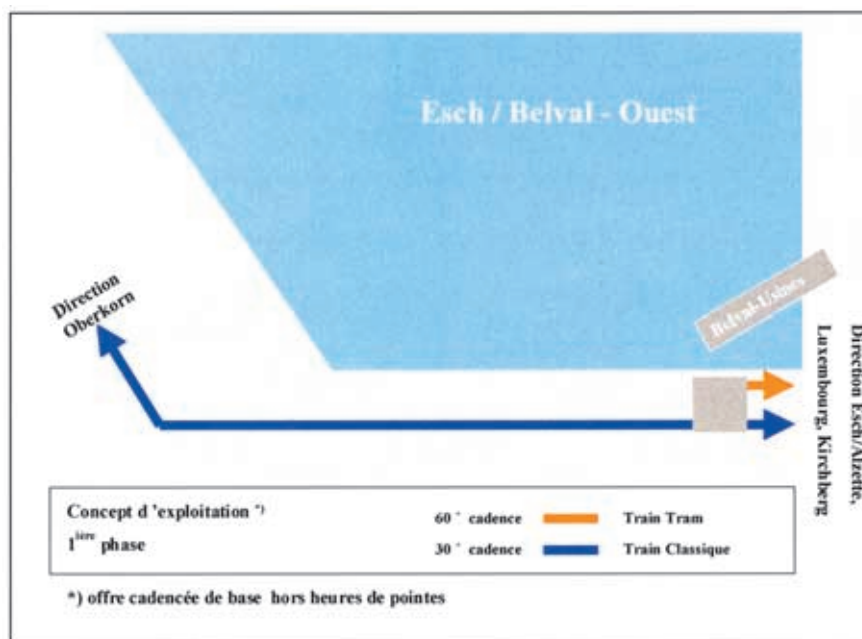 Esch / Belval - Ouest
Direction
Oberkorn
Belval-Usines
Direction Esch/Alzette,
Luxembourg, Kirchberg
Concept d 'exploitation *)
1ière phase
60 ' cadence Train Tram
30 ' cadence Train Classique
*) offre cadencée de base hors heures de pointes